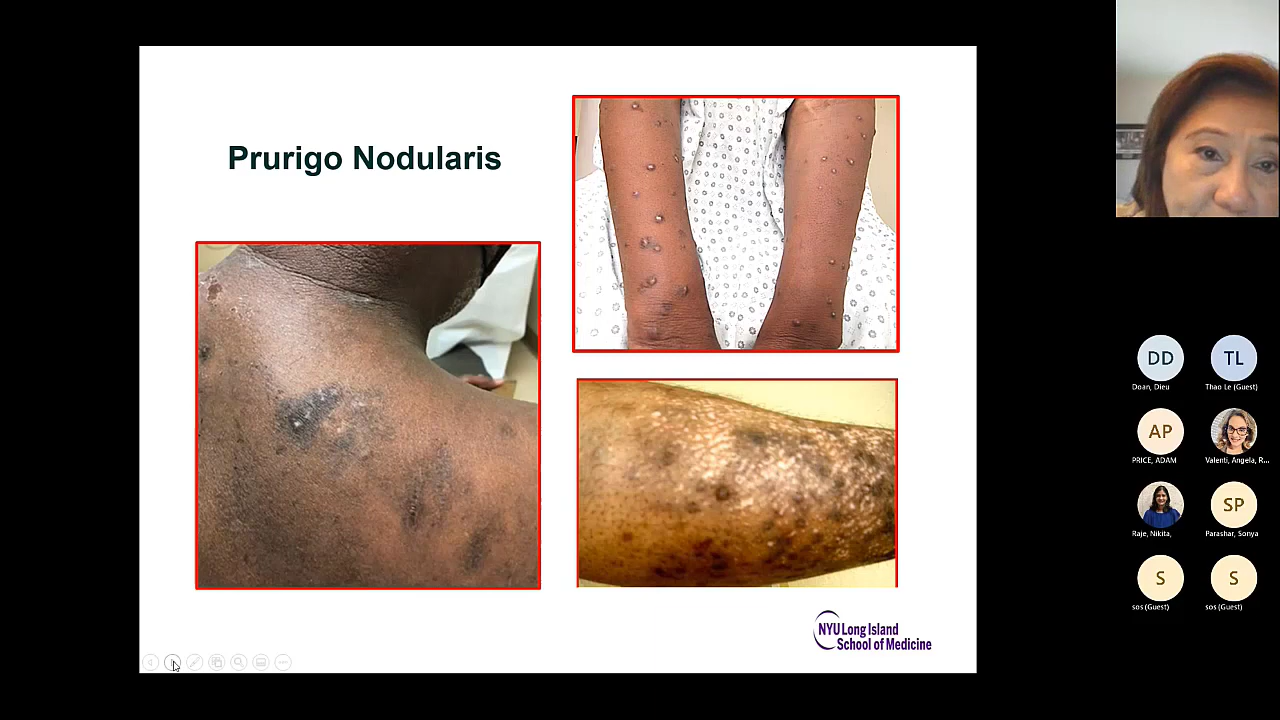 Prurigo Nodularis
NYU Long Island
School of Medicine
DD
Doan, Dieu
TL
Thao Le (Guest)
AP
PRICE, ADAM
Valenti, Angela, R...
Raje, Nikita,
SP
Parashar, Sonya
S
sos (Guest)
S
sos (Guest)